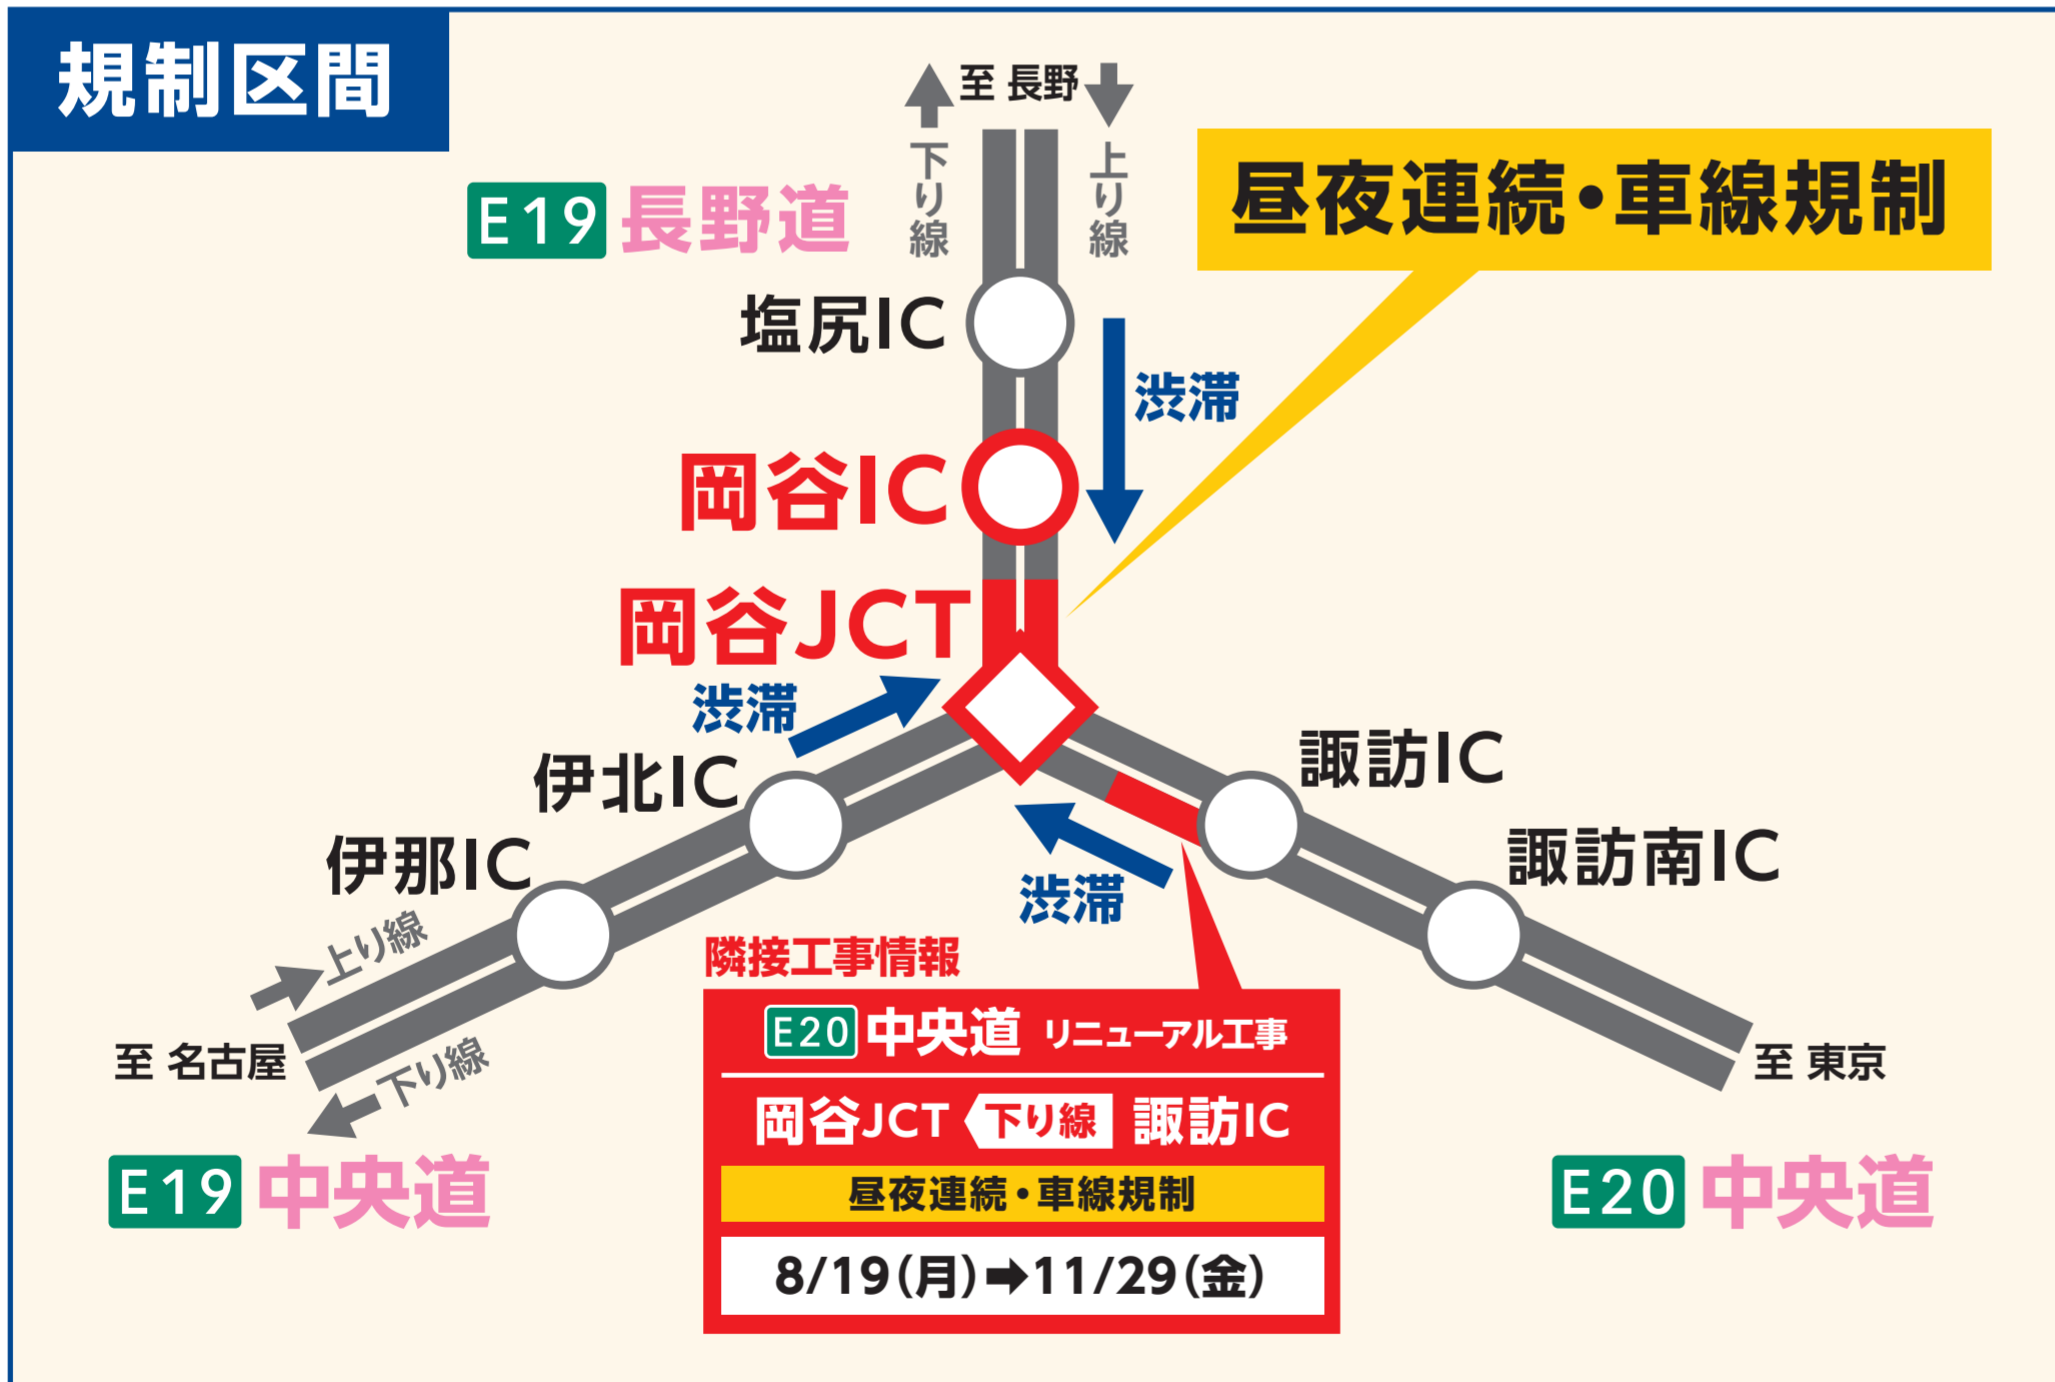 規制区間
至 長野
下り線
上り線
E19 長野道
昼夜連続・車線規制
塩尻IC
渋滞
岡谷IC
岡谷JCT
渋滞
伊北IC
諏訪IC
伊那IC
諏訪南IC
渋滞
上り線
至 名古屋
下り線
E19 中央道
隣接工事情報
E20 中央道 リニューアル工事
岡谷JCT 下り線 諏訪IC
昼夜連続・車線規制
8/19(月)➡11/29(金)
至 東京
E20 中央道